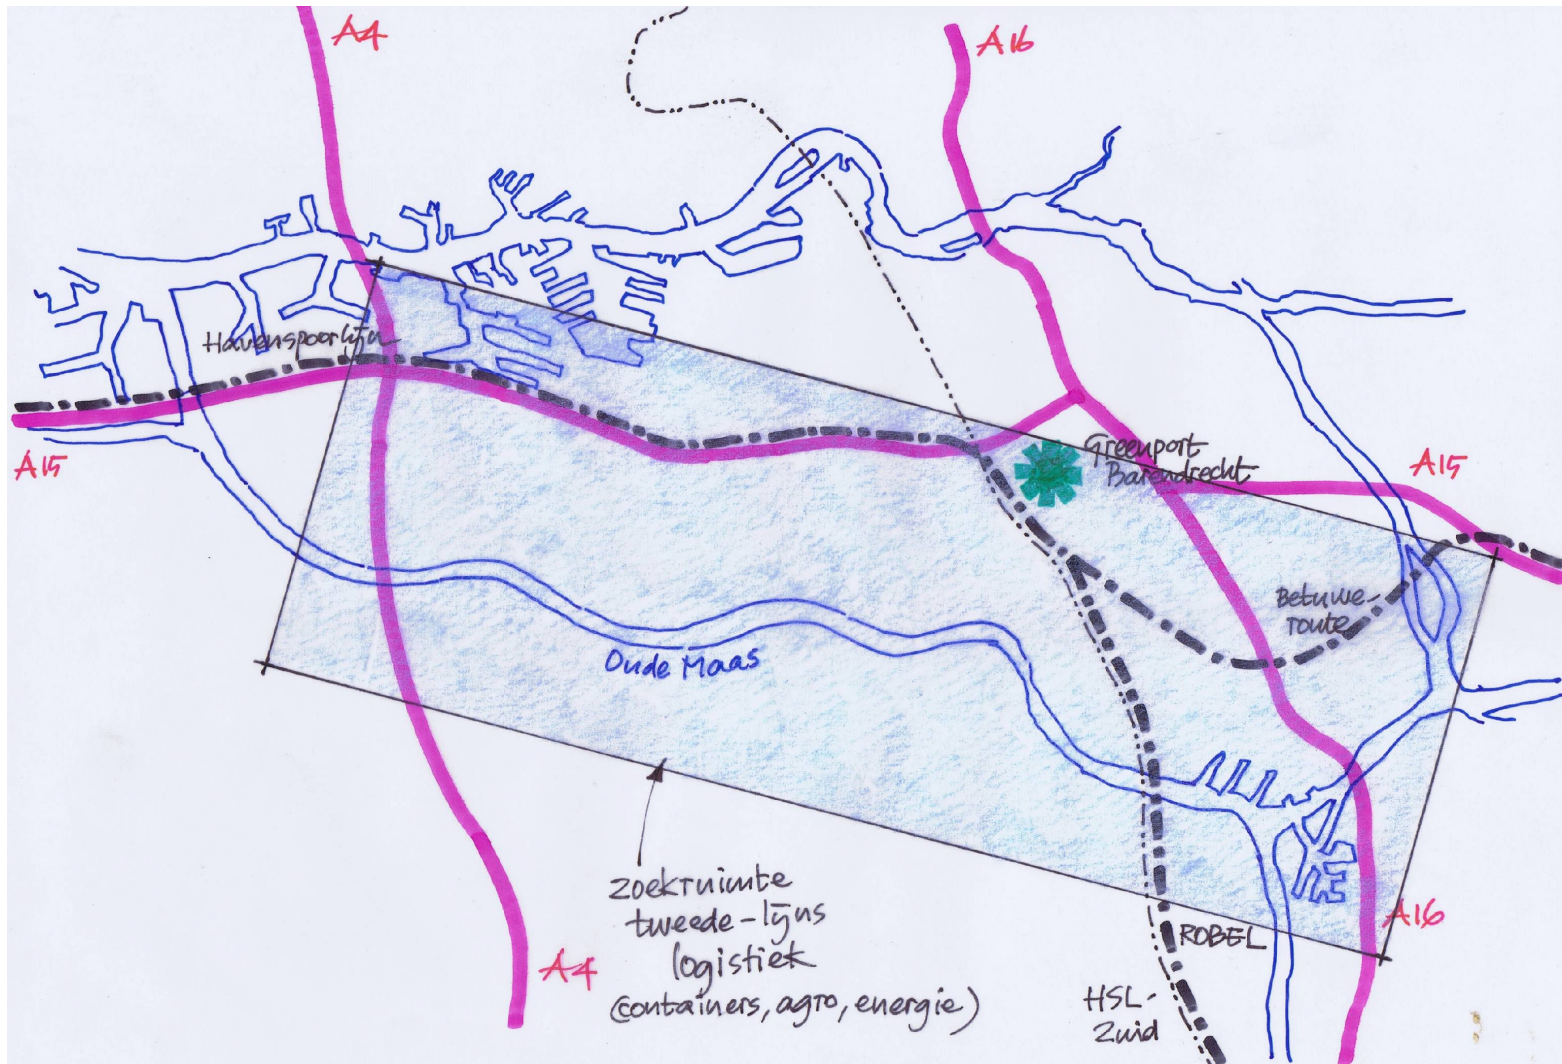 A4
A16
Havenspoorlijn
A15
Greenport
Barendrecht
A15
Betuwe-
route
Oude Maas
zoekruimte
tweede-lijns
logistiek
(containers, agro, energie)
A4
A16
ROBEL
HSL-
Zuid